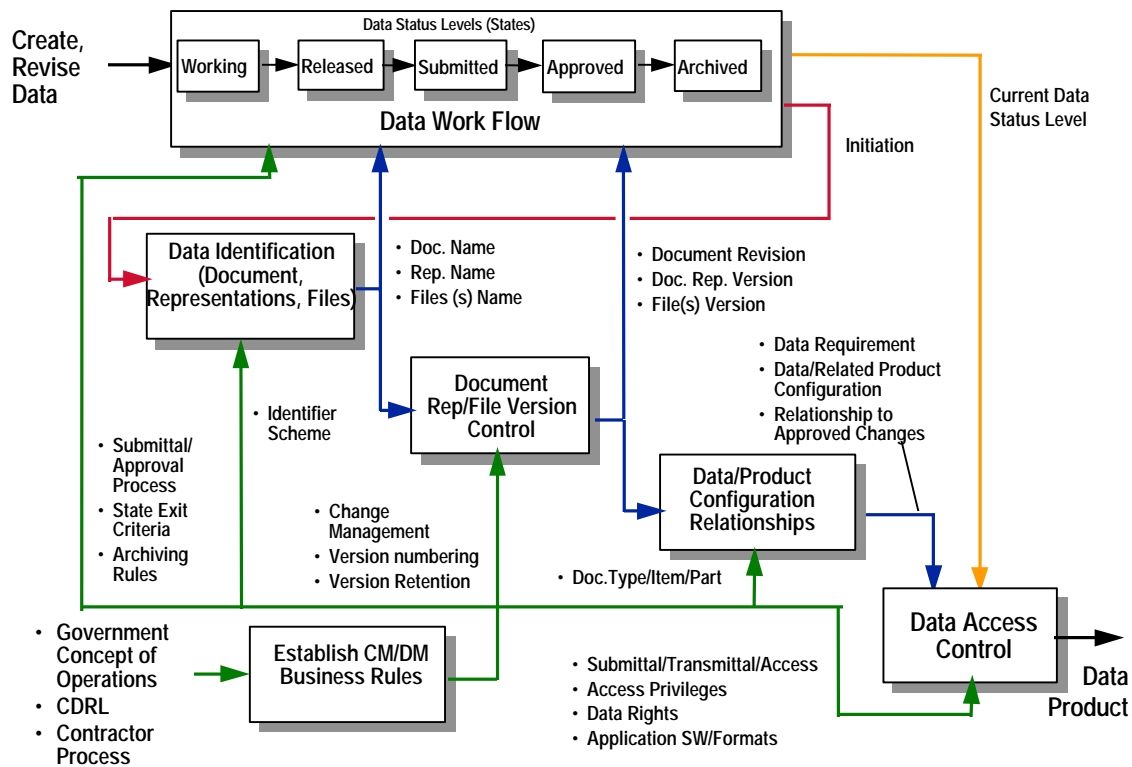 Create,
Revise
Data
Data Status Levels (States)
Working
Released
Submitted
Approved
Archived
Data Work Flow
Current Data
Status Level
Initiation
Data Identification
(Document,
Representations, Files)
• Doc. Name
• Rep. Name
• Files (s) Name
• Document Revision
• Doc. Rep. Version
• File(s) Version
• Data Requirement
• Data/Related Product
Configuration
• Relationship to
Approved Changes
Document
Rep/File Version
Control
• Identifier
Scheme
• Submittal/
Approval
Process
• State Exit
Criteria
• Archiving
Rules
• Change
Management
• Version numbering
• Version Retention
Data/Product
Configuration
Relationships
• Doc.Type/Item/Part
• Government
Concept of
Operations
• CDRL
• Contractor
Process
Establish CM/DM
Business Rules
• Submittal/Transmittal/Access
• Access Privileges
• Data Rights
• Application SW/Formats
Data Access
Control
Data
Product